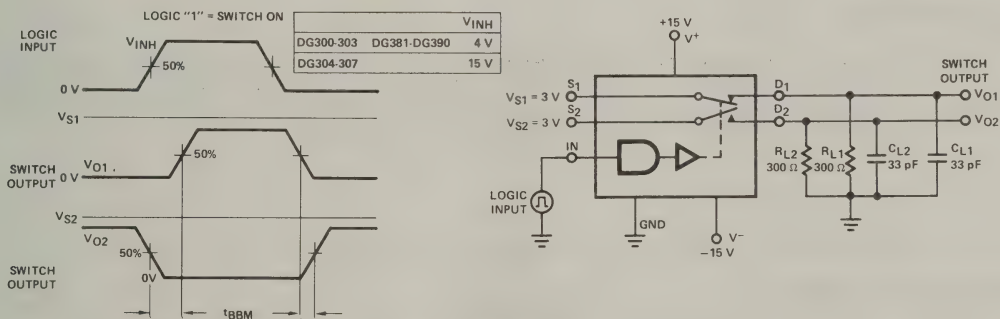 LOGIC "1" = SWITCH ON
VINH
DG300-303 DG381-DG390 4 V
DG304-307 15 V
LOGIC
INPUT
VINH
50%
0 V
VS1
50%
VO1
SWITCH
OUTPUT
0 V
VS2
VO2
50%
SWITCH
OUTPUT
0V
tBBM
+15 V
V+
S1
VS1 = 3 V
S2
VS2 = 3 V
IN
LOGIC
INPUT
GND
V−
−15 V
D1
D2
SWITCH
OUTPUT
VO1
VO2
RL2
300 Ω
RL1
300 Ω
CL2
33 pF
CL1
33 pF